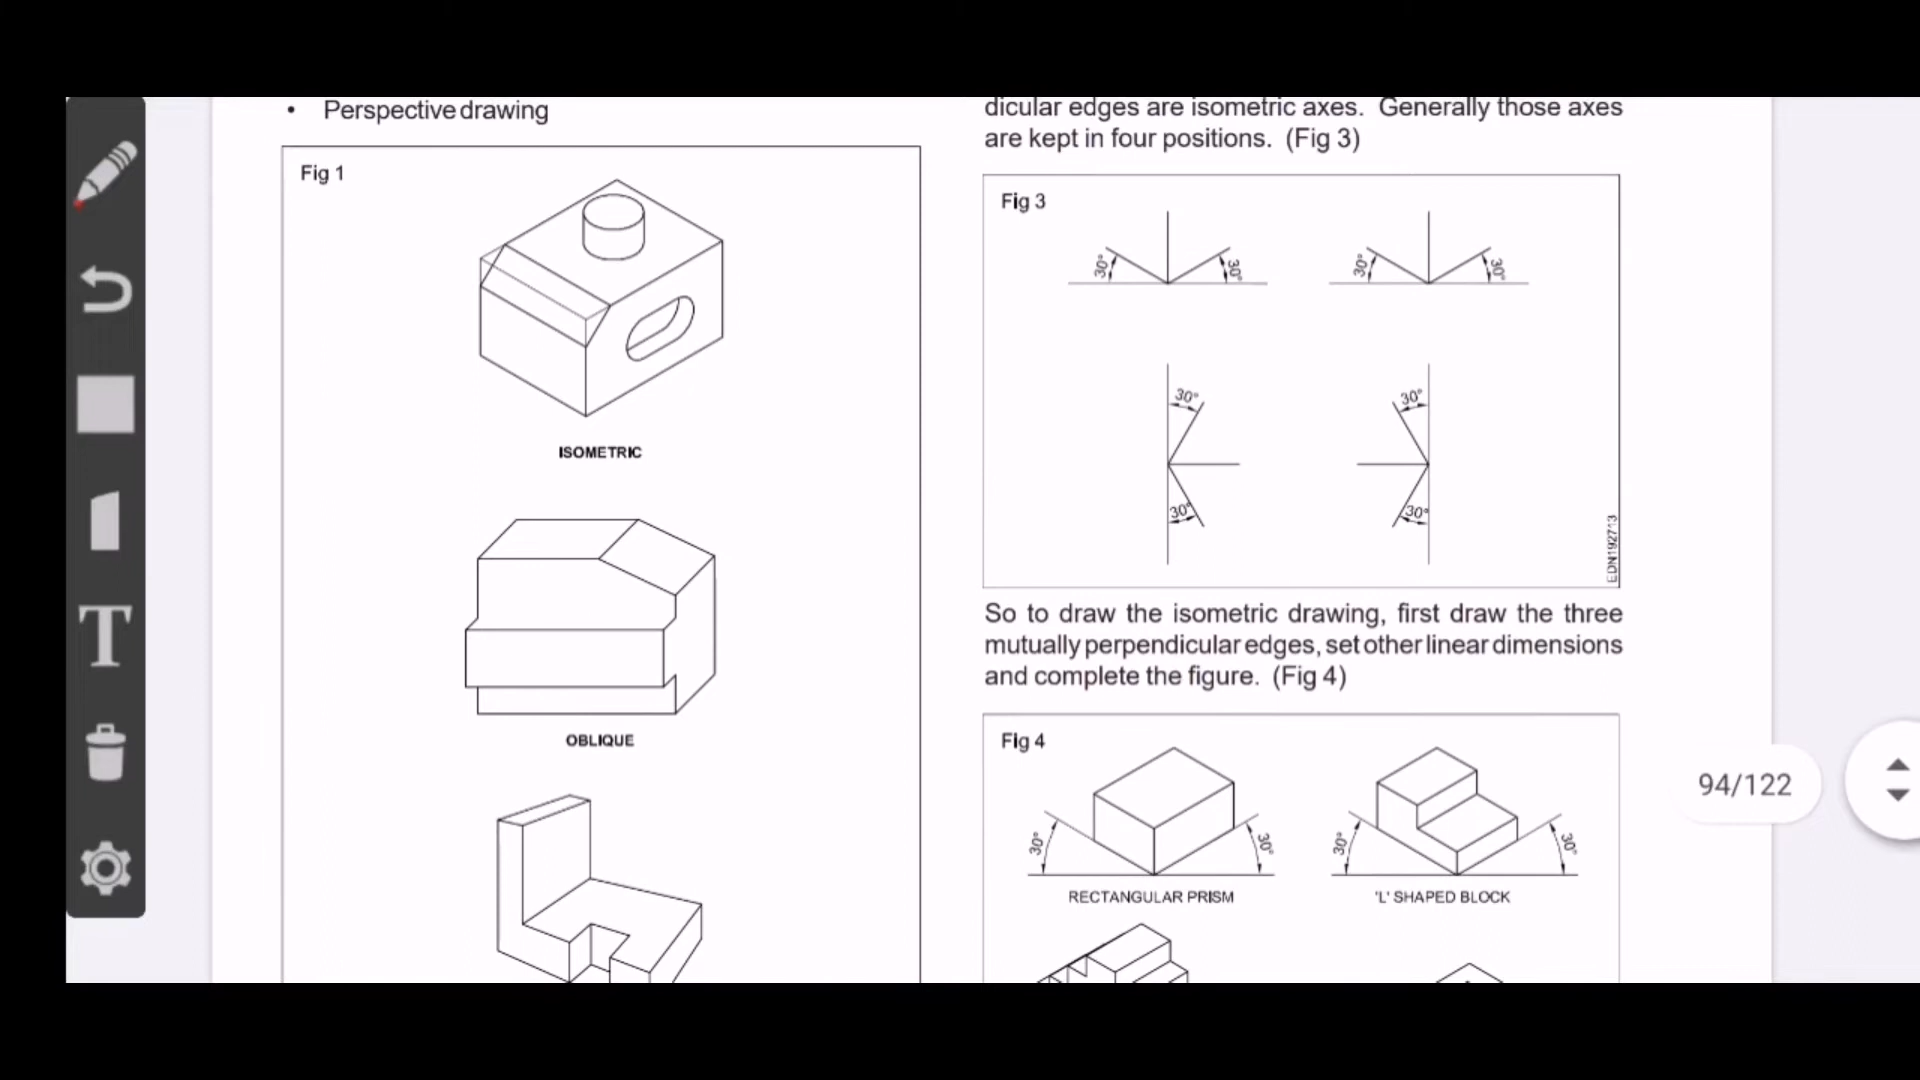 • Perspective drawing
Fig 1
ISOMETRIC
OBLIQUE
dicular edges are isometric axes. Generally those axes
are kept in four positions. (Fig 3)
Fig 3
30° 30° 30° 30°
30° 30°
30° 30°
EDN192713
So to draw the isometric drawing, first draw the three
mutually perpendicular edges, set other linear dimensions
and complete the figure. (Fig 4)
Fig 4
30° 30° 30° 30°
RECTANGULAR PRISM 'L' SHAPED BLOCK
T
94/122